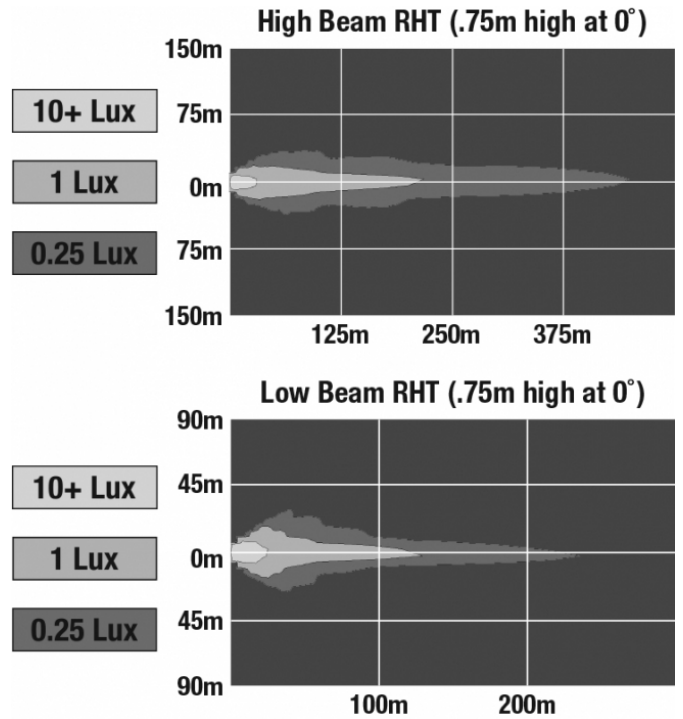 High Beam RHT (.75m high at 0°)
150m
10+ Lux
75m
1 Lux
0m
0.25 Lux
75m
150m
125m 250m 375m
Low Beam RHT (.75m high at 0°)
90m
10+ Lux
45m
1 Lux
0m
0.25 Lux
45m
90m
100m 200m